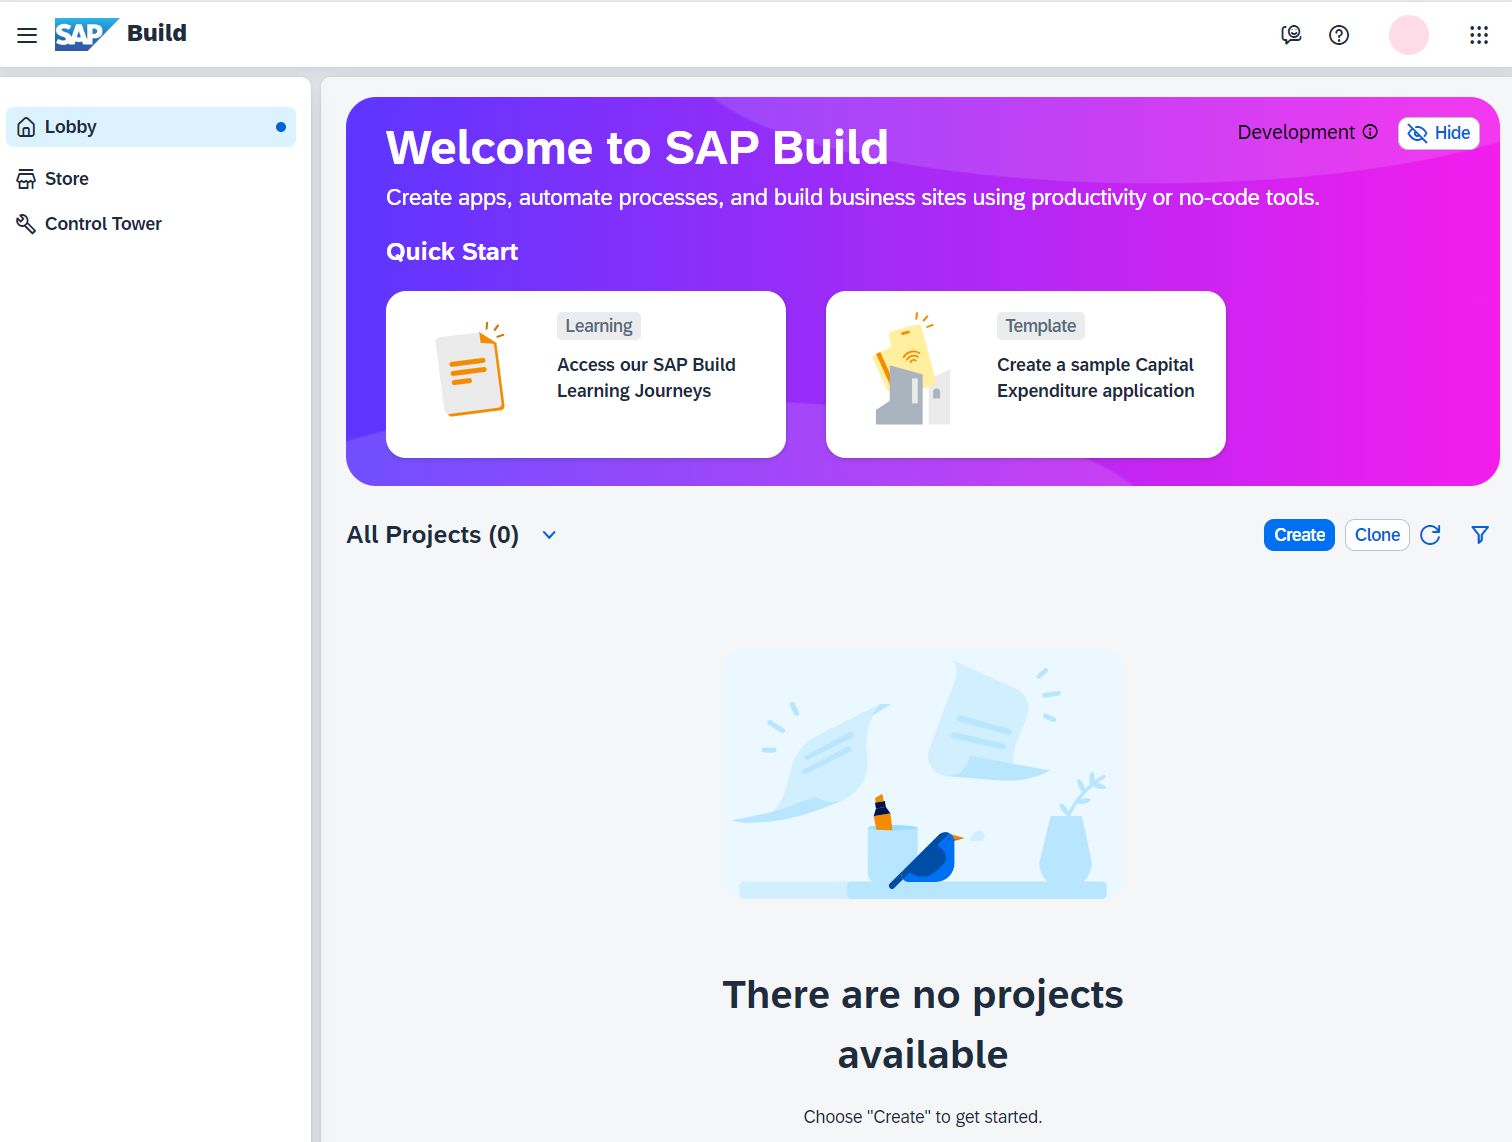 SAP Build
Lobby
Store
Control Tower
Welcome to SAP Build
Development
Hide
Create apps, automate processes, and build business sites using productivity or no-code tools.
Quick Start
Learning
Access our SAP Build
Learning Journeys
Template
Create a sample Capital
Expenditure application
All Projects (0)
Create
Clone
There are no projects
available
Choose "Create" to get started.